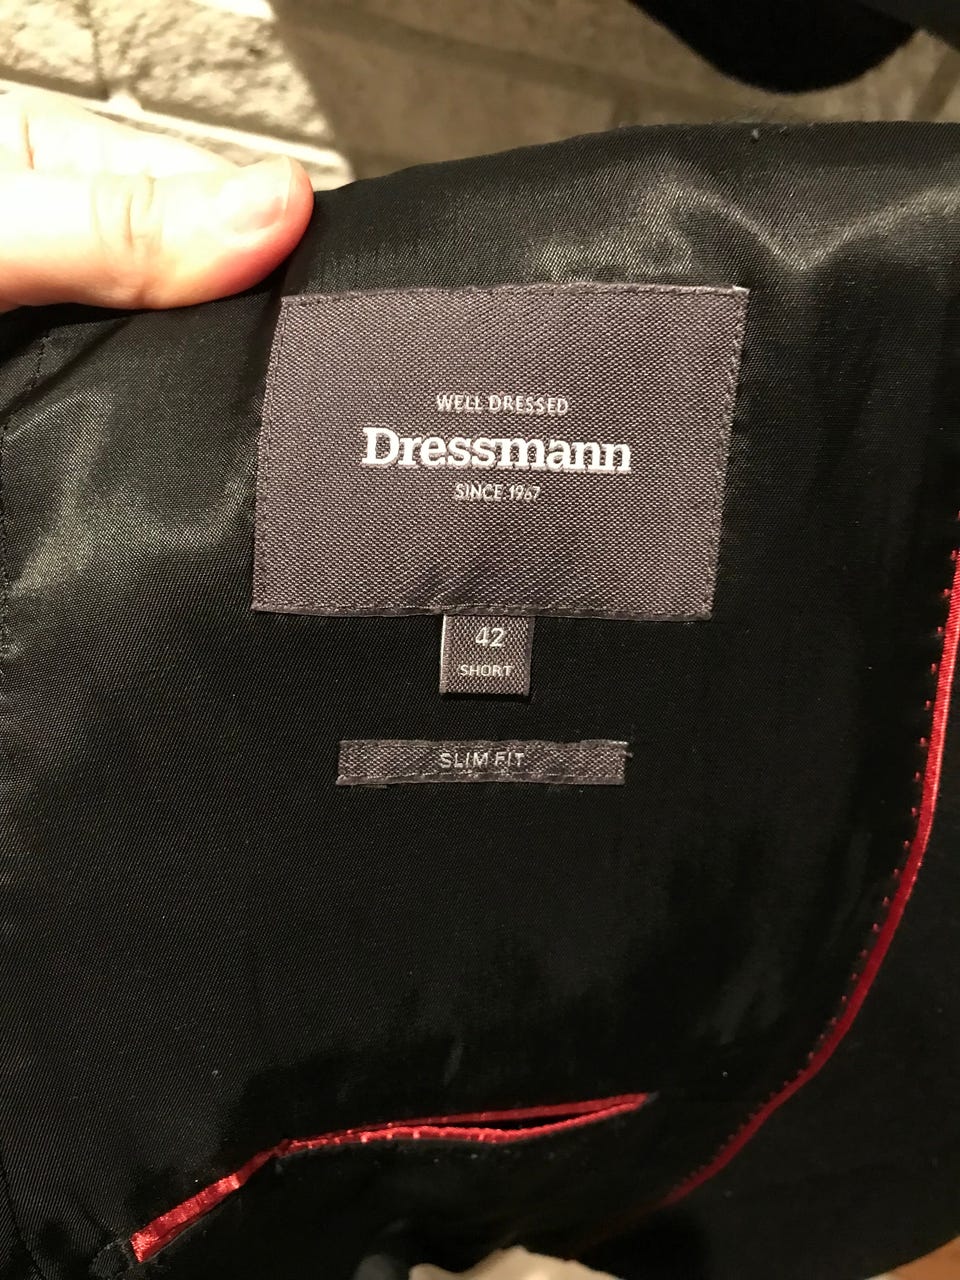 WELL DRESSED
Dressmann
SINCE 1967
42
SHORT
SLIM FIT